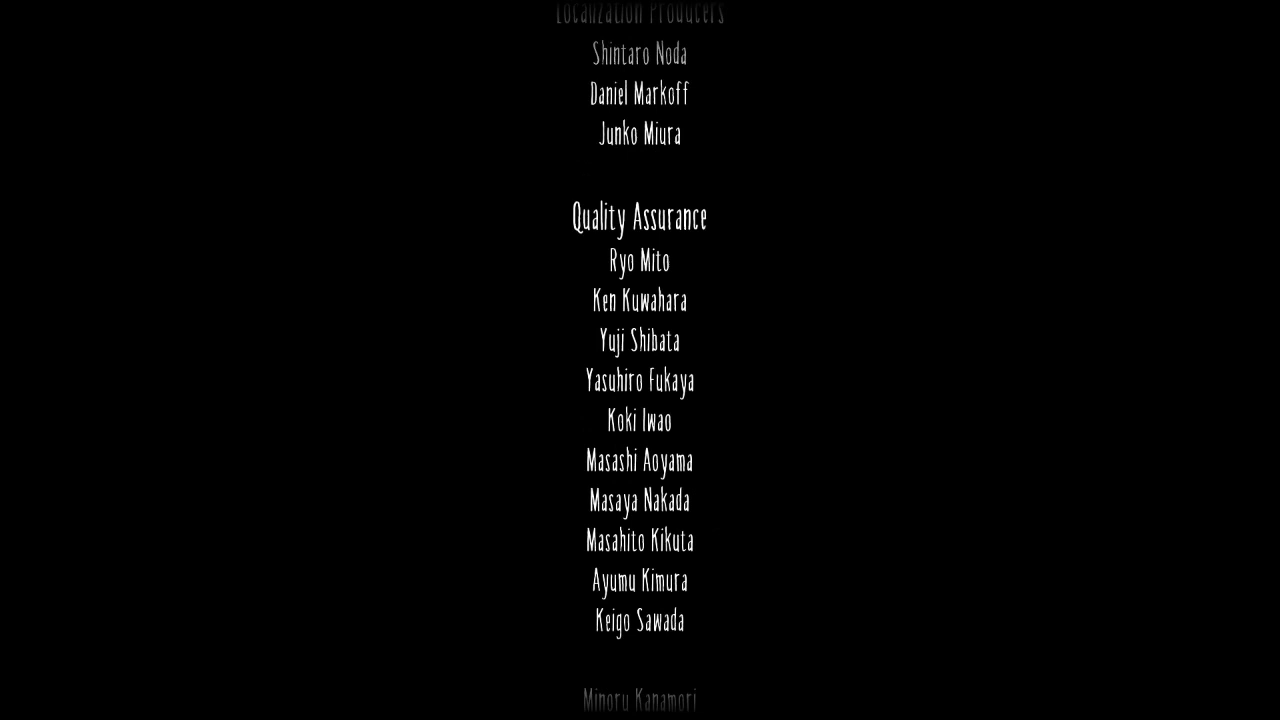 Localization Producers
Shintaro Noda
Daniel Markoff
Junko Miura
Quality Assurance
Ryo Mito
Ken Kuwahara
Yuji Shibata
Yasuhiro Fukaya
Koki Iwao
Masashi Aoyama
Masaya Nakada
Masahito Kikuta
Ayumu Kimura
Keigo Sawada
Minoru Kanamori